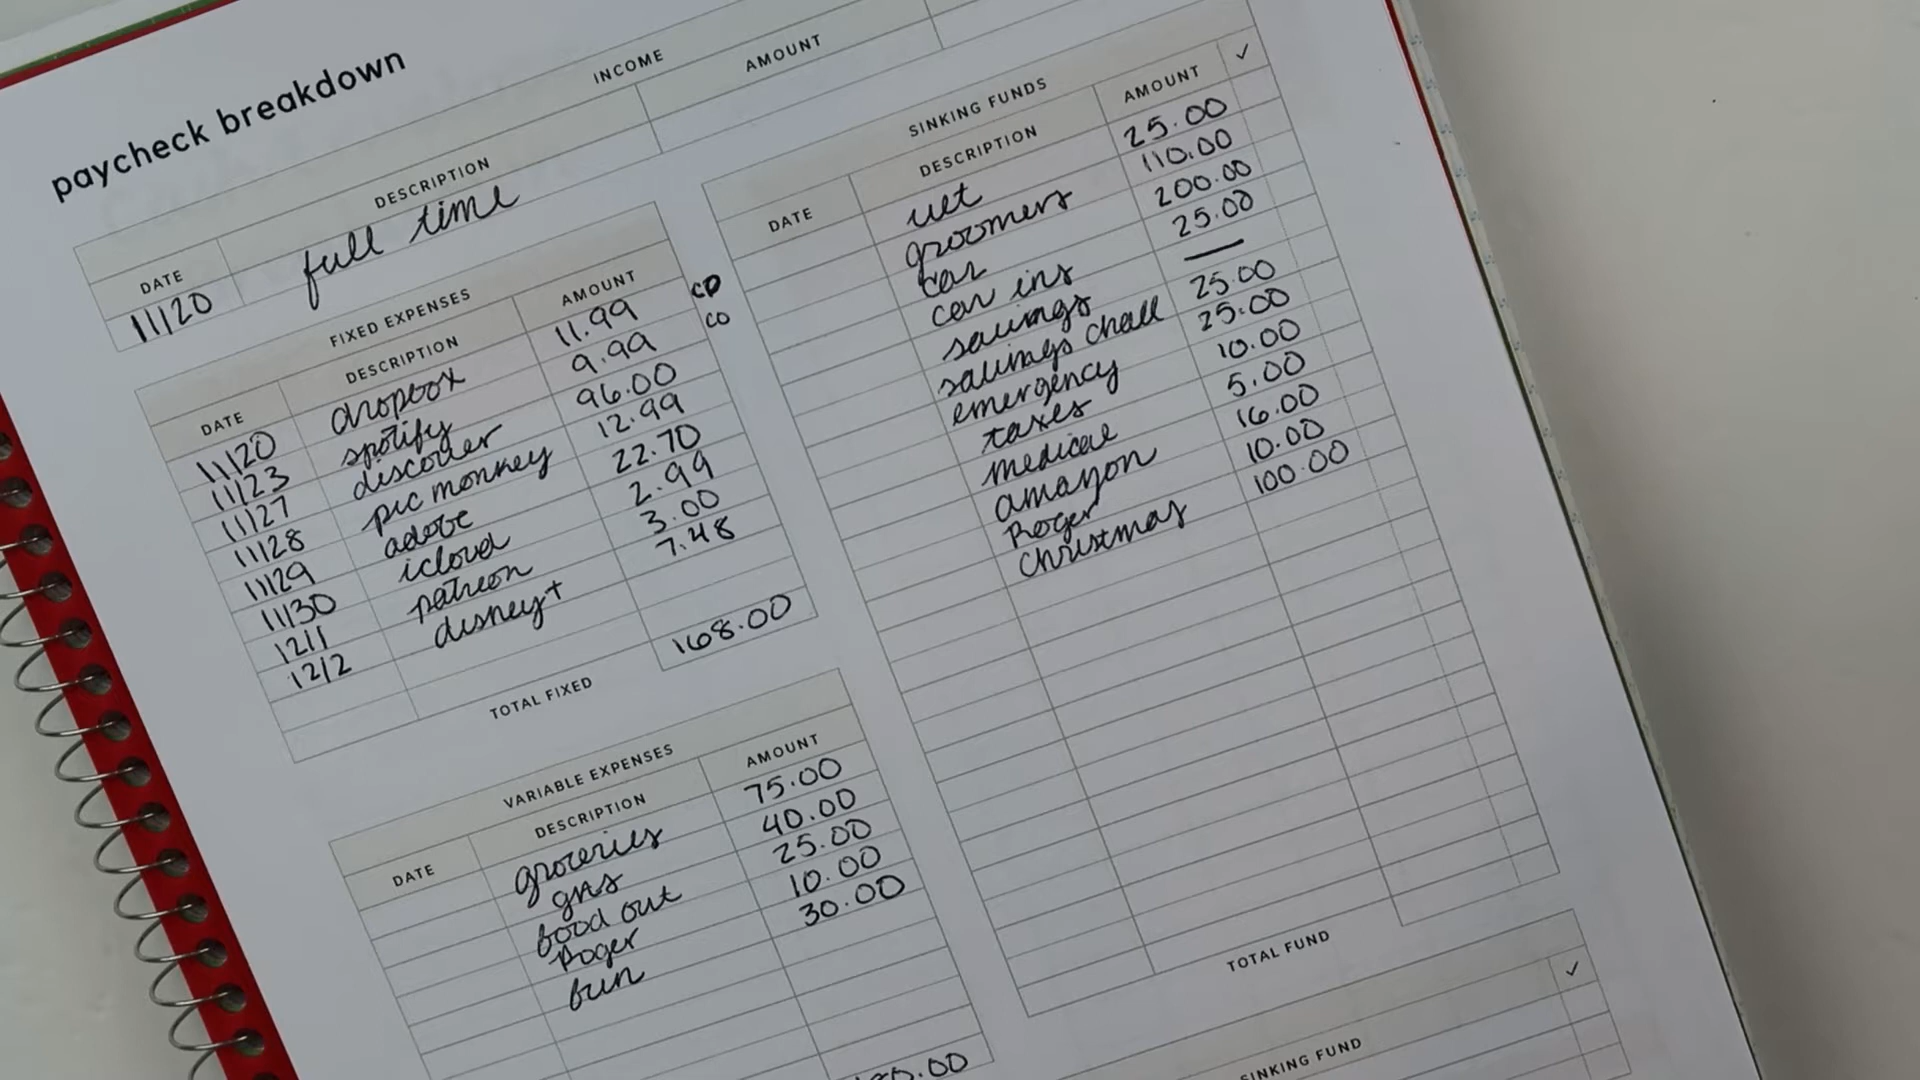 paycheck breakdown
INCOME
DATE DESCRIPTION AMOUNT
11/20 full time
FIXED EXPENSES
DATE DESCRIPTION AMOUNT
11/20 dropbox 11.99 CD
11/23 spotify 9.99 CD
11/27 discover 96.00
11/28 pic monkey 12.99
11/29 adobe 22.70
11/30 icloud 2.99
12/1 patreon 3.00
12/2 disney+ 7.48
TOTAL FIXED 168.00
VARIABLE EXPENSES
DATE DESCRIPTION AMOUNT
groceries 75.00
gas 40.00
food out 25.00
Roger 10.00
fun 30.00
SINKING FUNDS
DATE DESCRIPTION AMOUNT ✓
vet 25.00
groomers 110.00
car 200.00
car ins 25.00
savings —
savings chall 25.00
emergency 25.00
taxes 10.00
medical 5.00
amazon 16.00
Roger 10.00
christmas 100.00
TOTAL FUND
SINKING FUND ✓